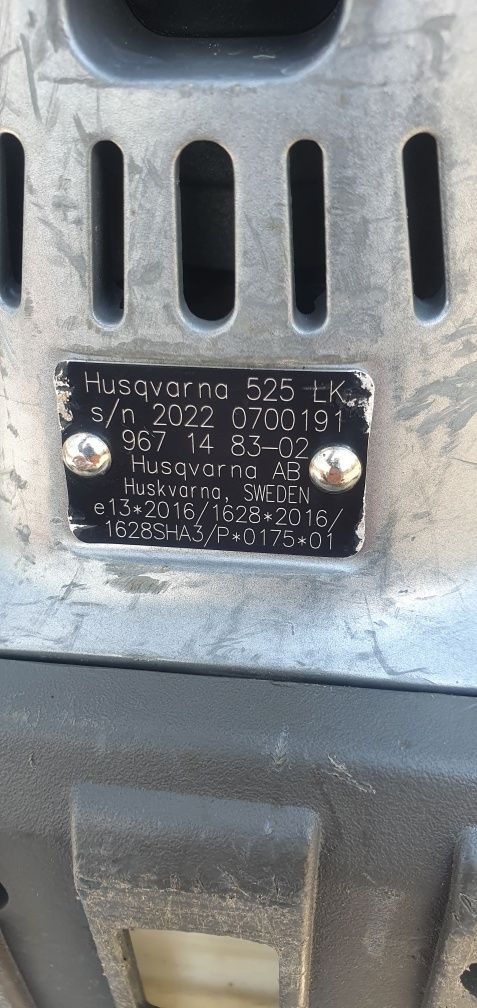 Husqvarna 525 LK
s/n 2022 0700191
967 14 83-02
Husqvarna AB
Huskvarna, SWEDEN
e13*2016/1628*2016/
1628SHA3/P*0175*01